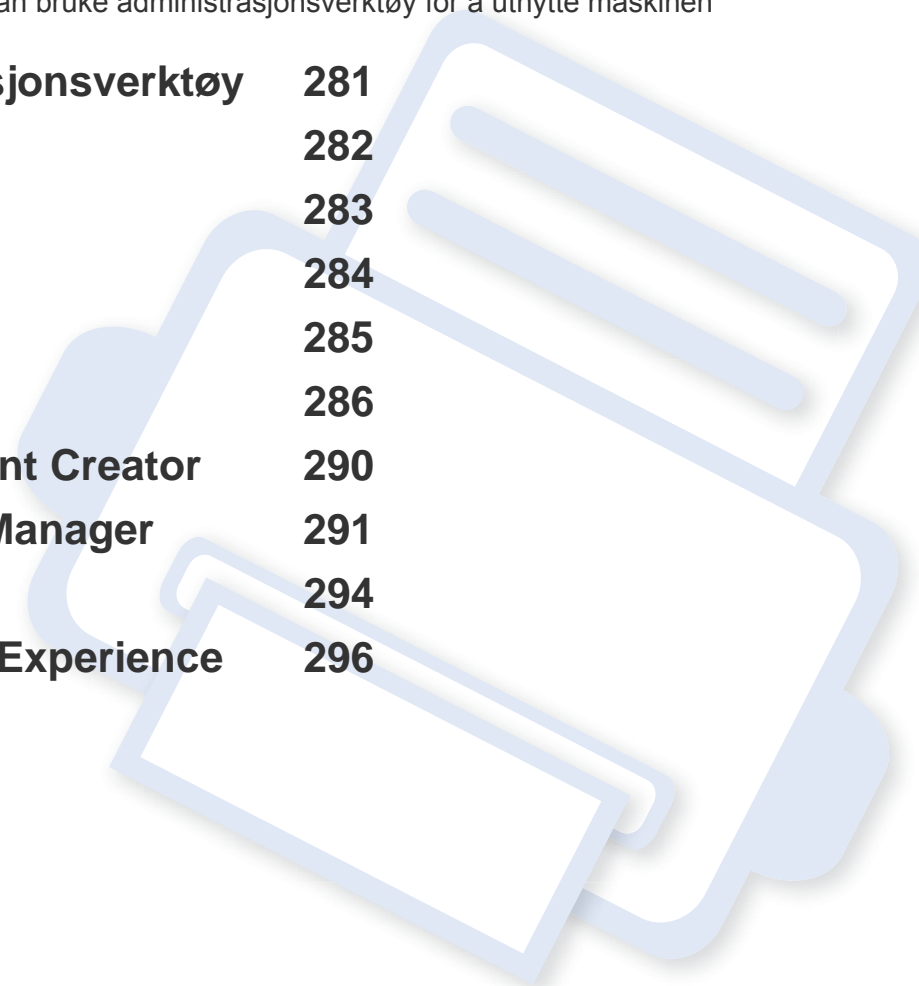 an bruke administrasjonsverktøy for å utnytte maskinen
sjonsverktøy 281
282
283
284
285
286
nt Creator 290
Manager 291
294
Experience 296